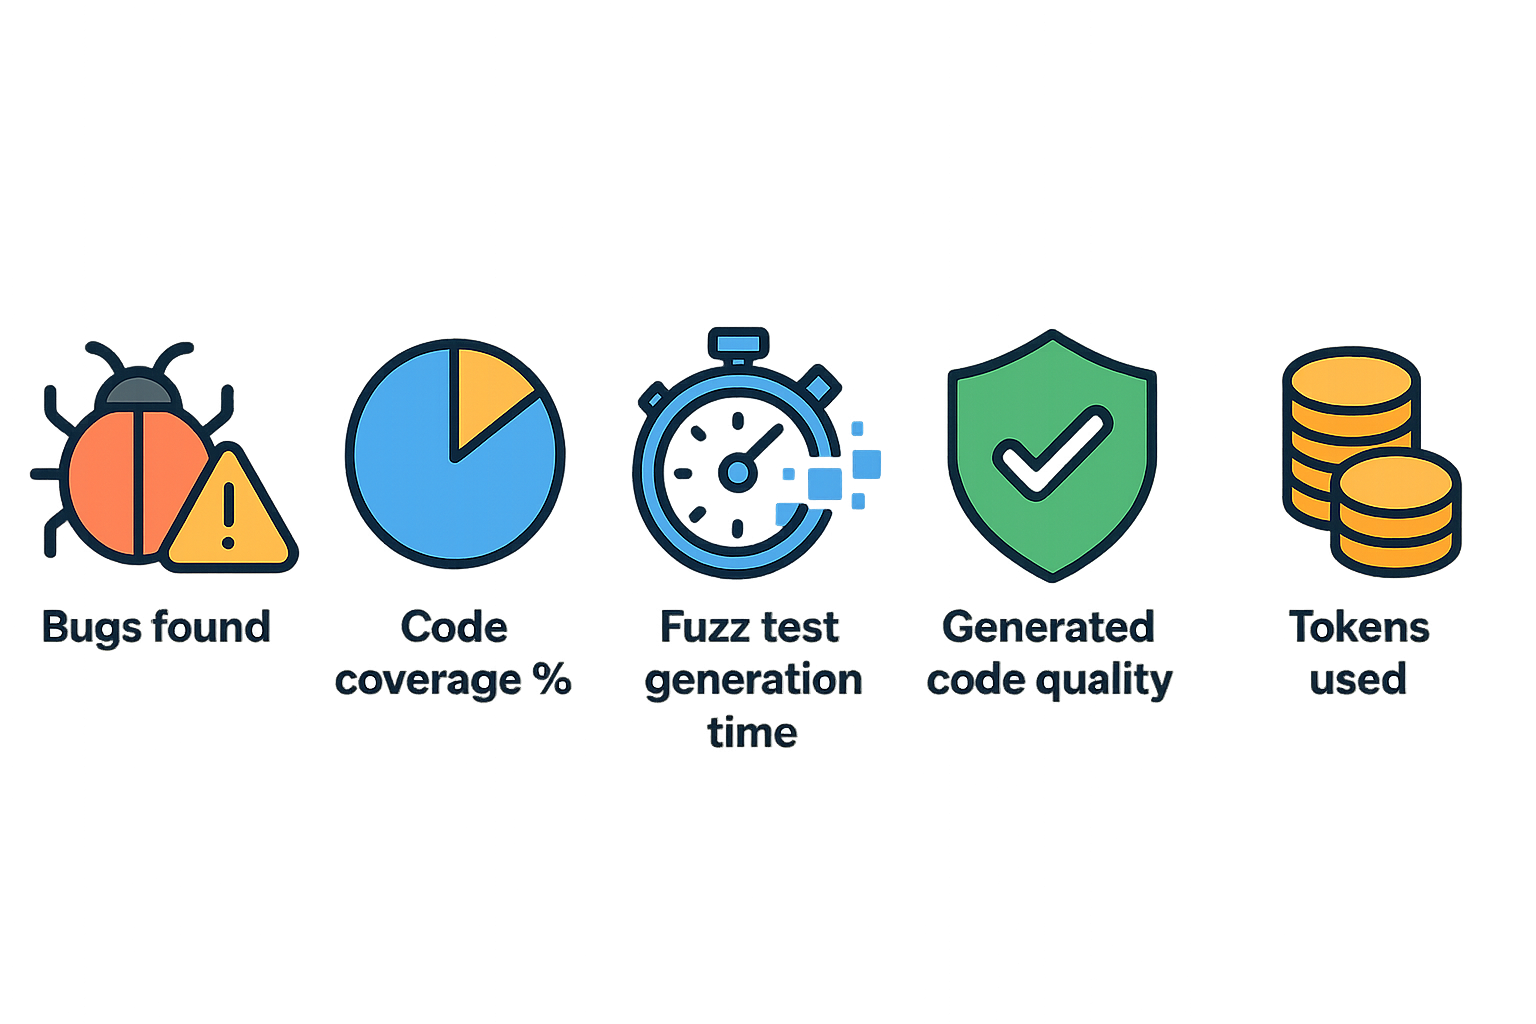 Bugs found
Code
coverage %
Fuzz test
generation
time
Generated
code quality
Tokens
used